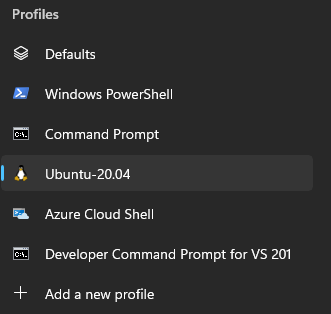 Profiles
Defaults
Windows PowerShell
Command Prompt
Ubuntu-20.04
Azure Cloud Shell
Developer Command Prompt for VS 201
Add a new profile